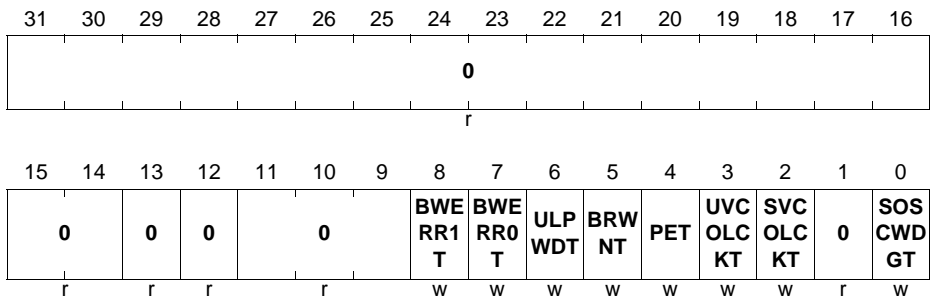 31 30 29 28 27 26 25 24 23 22 21 20 19 18 17 16
0
r
15 14 13 12 11 10 9 8 7 6 5 4 3 2 1 0
0 0 0 0 BWE RR1 T BWE RR0 T ULP WDT BRW NT PET UVC OLC KT SVC OLC KT 0 SOS CWD GT
r r r r w w w w w w w r w